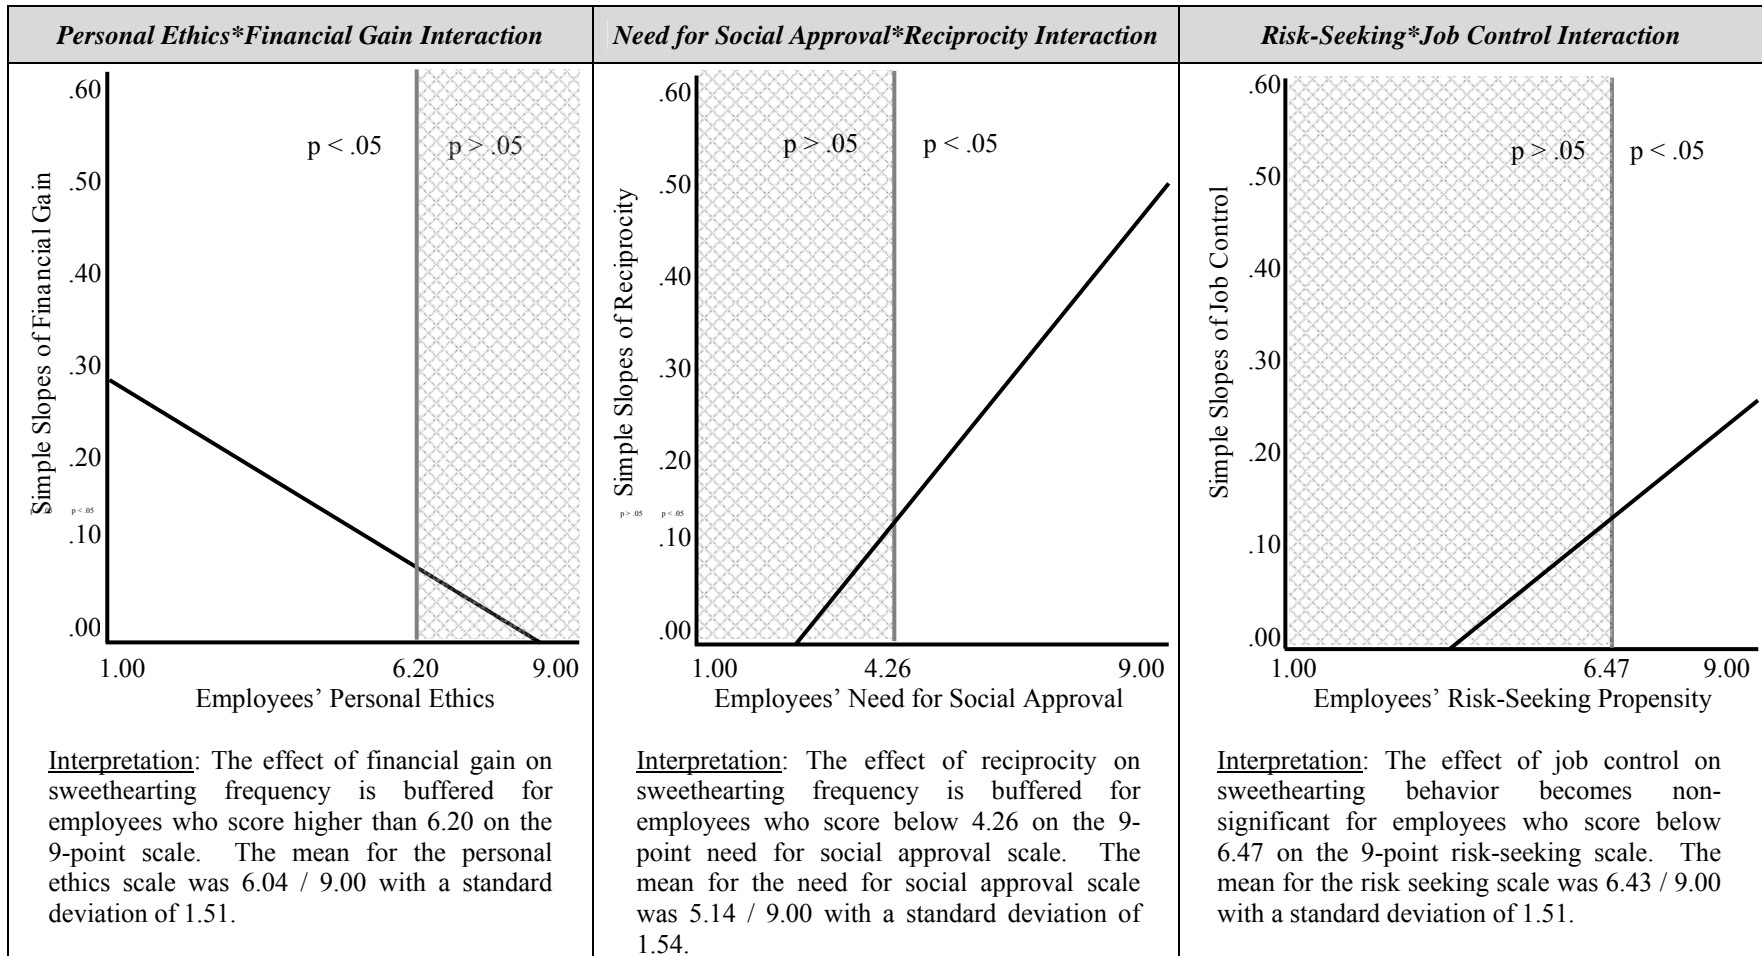 Personal Ethics*Financial Gain Interaction
.60
.50
.40
.30
.20
.10
.00
Simple Slopes of Financial Gain
p < .05
p > .05
p > .05
p < .05
1.00
6.20
9.00
Employees’ Personal Ethics
Interpretation: The effect of financial gain on
sweethearting frequency is buffered for
employees who score higher than 6.20 on the
9-point scale. The mean for the personal
ethics scale was 6.04 / 9.00 with a standard
deviation of 1.51.
Need for Social Approval*Reciprocity Interaction
.60
.50
.40
.30
.20
.10
.00
Simple Slopes of Reciprocity
p > .05
p < .05
p > .05
p < .05
1.00
4.26
9.00
Employees’ Need for Social Approval
Interpretation: The effect of reciprocity on
sweethearting frequency is buffered for
employees who score below 4.26 on the 9-
point need for social approval scale. The
mean for the need for social approval scale
was 5.14 / 9.00 with a standard deviation of
1.54.
Risk-Seeking*Job Control Interaction
.60
.50
.40
.30
.20
.10
.00
Simple Slopes of Job Control
p > .05
p < .05
1.00
6.47
9.00
Employees’ Risk-Seeking Propensity
Interpretation: The effect of job control on
sweethearting behavior becomes non-
significant for employees who score below
6.47 on the 9-point risk-seeking scale. The
mean for the risk seeking scale was 6.43 / 9.00
with a standard deviation of 1.51.